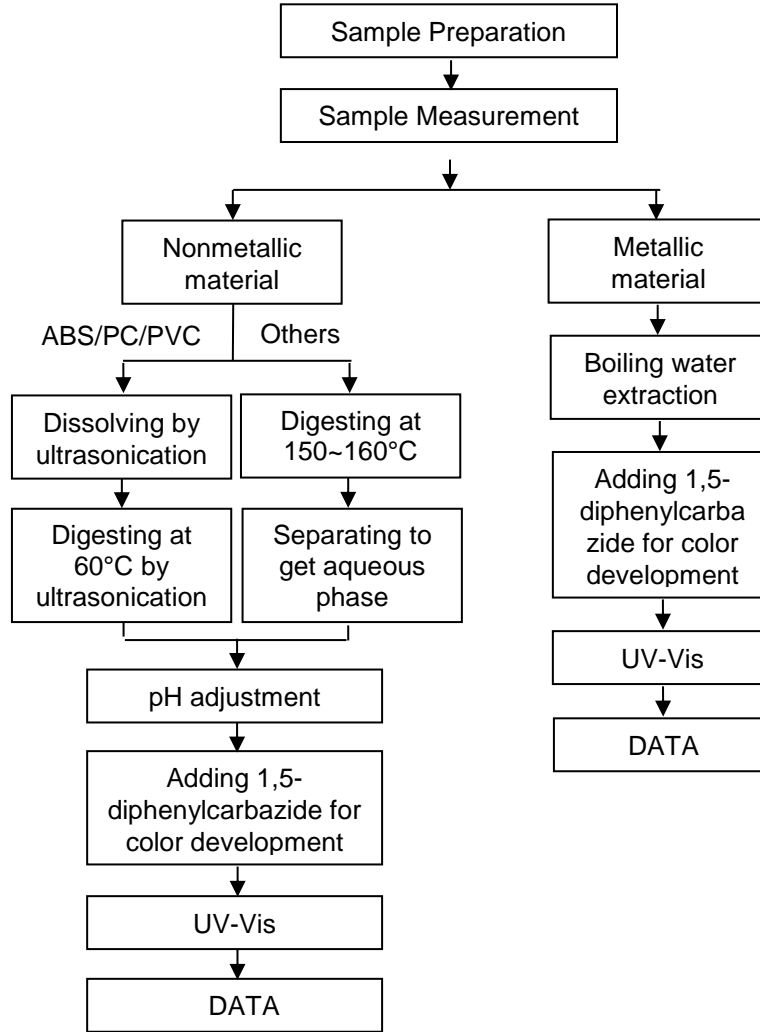 Sample Preparation
Sample Measurement
Nonmetallic
material
Metallic
material
ABS/PC/PVC
Others
Dissolving by
ultrasonication
Digesting at
150~160°C
Boiling water
extraction
Digesting at
60°C by
ultrasonication
Separating to
get aqueous
phase
Adding 1,5-
diphenylcarba
zide for color
development
pH adjustment
UV-Vis
DATA
Adding 1,5-
diphenylcarbazide for
color development
UV-Vis
DATA